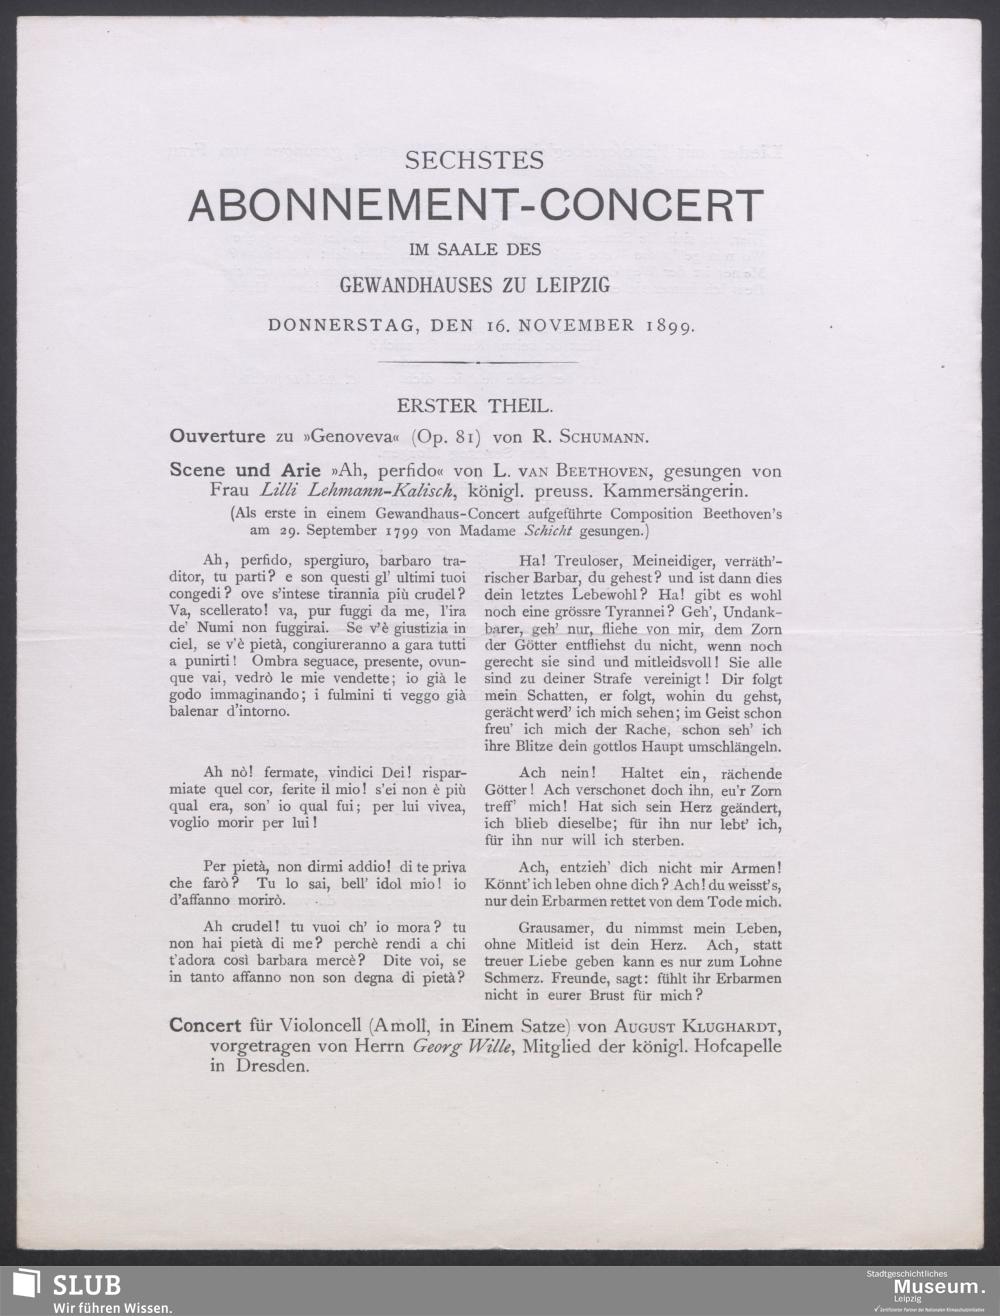 SECHSTES
ABONNEMENT-CONCERT
IM SAALE DES
GEWANDHAUSES ZU LEIPZIG
DONNERSTAG, DEN 16. NOVEMBER 1899.
ERSTER THEIL.
Ouverture zu »Genoveva« (Op. 81) von R. SCHUMANN.
Scene und Arie »Ah, perfido« von L. VAN BEETHOVEN, gesungen von
Frau Lilli Lehmann-Kalisch, königl. preuss. Kammersängerin.
(Als erste in einem Gewandhaus-Concert aufgeführte Composition Beethoven's
am 29. September 1799 von Madame Schicht gesungen.)
Ah, perfido, spergiuro, barbaro tra-
ditor, tu parti? e son questi gl' ultimi tuoi
congedi? ove s'intese tirannia più crudel?
Va, scellerato! va, pur fuggi da me, l'ira
de' Numi non fuggirai. Se v'è giustizia in
ciel, se v'è pietà, congiureranno a gara tutti
a punirti! Ombra seguace, presente, ovun-
que vai, vedrò le mie vendette; io già le
godo immaginando; i fulmini ti veggo già
balenar d'intorno.
Ah nò! fermate, vindici Dei! rispar-
miate quel cor, ferite il mio! s'ei non è più
qual era, son' io qual fui; per lui vivea,
voglio morir per lui!
Per pietà, non dirmi addio! di te priva
che farò? Tu lo sai, bell' idol mio! io
d'affanno morirò.
Ah crudel! tu vuoi ch' io mora? tu
non hai pietà di me? perchè rendi a chi
t'adora così barbara mercè? Dite voi, se
in tanto affanno non son degna di pietà?
Ha! Treuloser, Meineidiger, verräth'-
rischer Barbar, du gehest? und ist dann dies
dein letztes Lebewohl? Ha! gibt es wohl
noch eine grössre Tyrannei? Geh', Undank-
barer, geh' nur, fliehe von mir, dem Zorn
der Götter entfliehst du nicht, wenn noch
gerecht sie sind und mitleidsvoll! Sie alle
sind zu deiner Strafe vereinigt! Dir folgt
mein Schatten, er folgt, wohin du gehst,
gerächt werd' ich mich sehen; im Geist schon
freu' ich mich der Rache, schon seh' ich
ihre Blitze dein gottlos Haupt umschlängeln.
Ach nein! Haltet ein, rächende
Götter! Ach verschonet doch ihn, eu'r Zorn
treff' mich! Hat sich sein Herz geändert,
ich blieb dieselbe; für ihn nur lebt' ich,
für ihn nur will ich sterben.
Ach, entzieh' dich nicht mir Armen!
Könnt' ich leben ohne dich? Ach! du weisst's,
nur dein Erbarmen rettet von dem Tode mich.
Grausamer, du nimmst mein Leben,
ohne Mitleid ist dein Herz. Ach, statt
treuer Liebe geben kann es nur zum Lohne
Schmerz. Freunde, sagt: fühlt ihr Erbarmen
nicht in eurer Brust für mich?
Concert für Violoncell (Amoll, in Einem Satze) von AUGUST KLUGHARDT,
vorgetragen von Herrn Georg Wille, Mitglied der königl. Hofcapelle
in Dresden.
SLUB
Wir führen Wissen.
Stadtgeschichtliches
Museum.
Leipzig
Zertifizierter Partner der Nationalen Klimaschutzinitiative